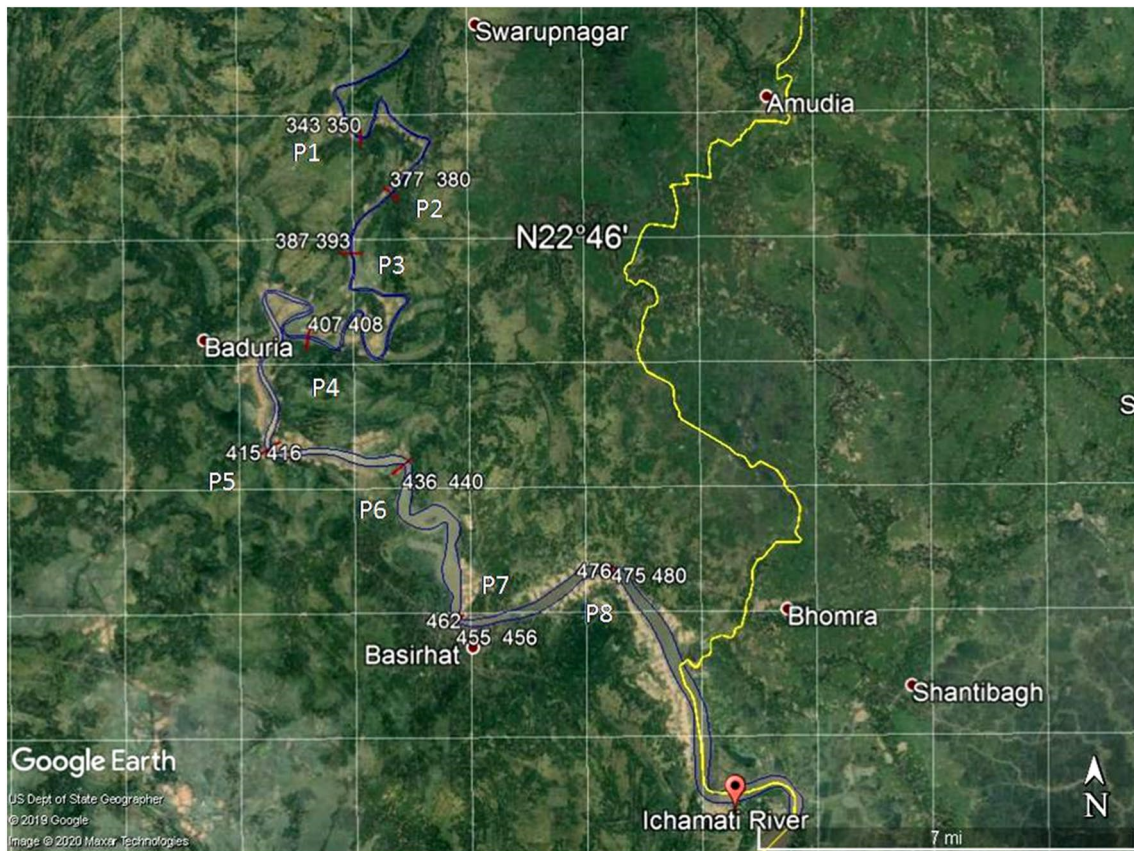 Swarupnagar
Amudia
343 350
P1
377 380
P2
N22°46'
387 393
P3
407 408
Baduria
P4
S
415 416
P5
436 440
P6
476 475 480
P7
P8
Bhomra
462
455 456
Basirhat
Shantibagh
Google Earth
US Dept of State Geographer
© 2019 Google
Image © 2020 Maxar Technologies
Ichamati River
N
7 mi